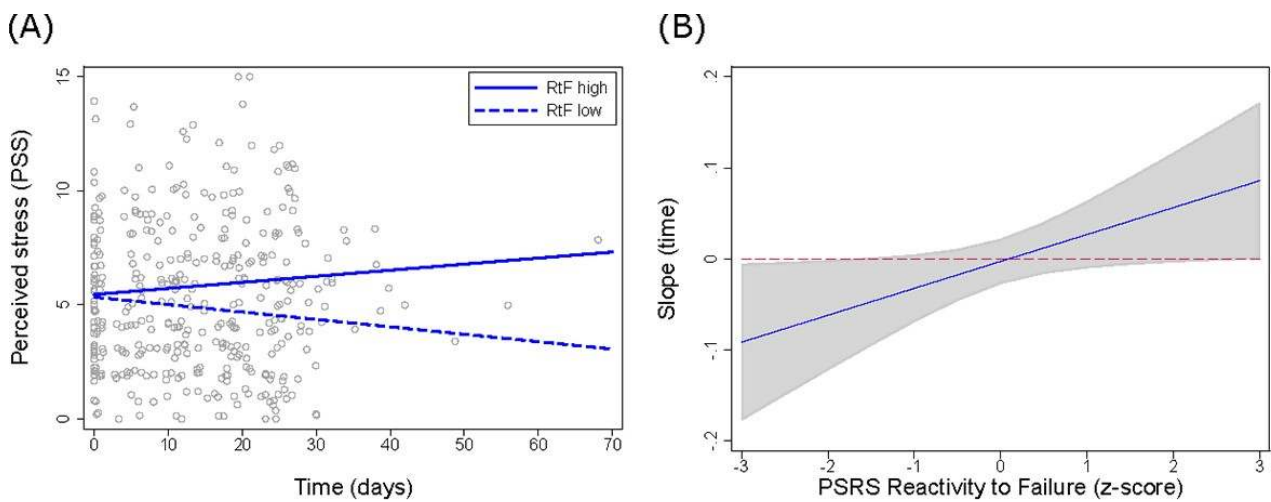 (A)
Perceived stress (PSS)
15
10
5
0
RtF high
RtF low
0 10 20 30 40 50 60 70
Time (days)
(B)
Slope (time)
.2
.1
0
-.1
-.2
-3 -2 -1 0 1 2 3
PSRS Reactivity to Failure (z-score)